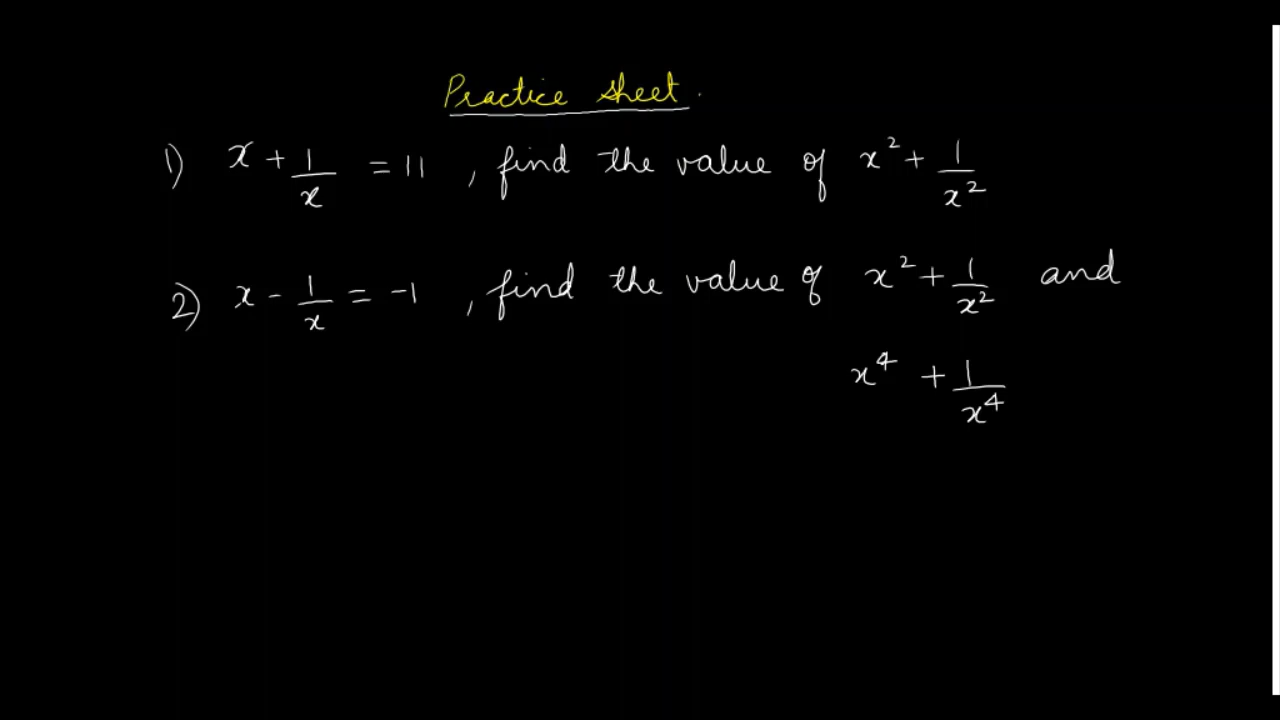 Practice sheet.
1) x + 1/x = 11 , find the value of x² + 1/x²
2) x - 1/x = -1 , find the value of x² + 1/x² and
x⁴ + 1/x⁴